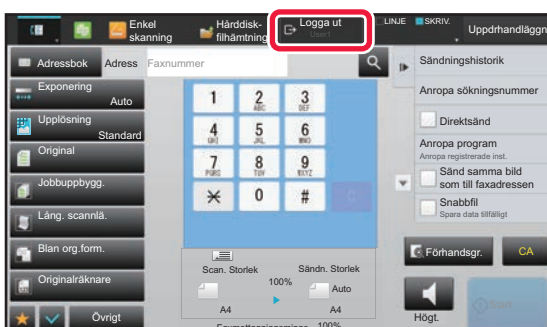 Enkel
skanning
Hårddisk-
filhämtning
Logga ut
User1
LINJE
SKRIV.
Uppdrhandläggn
Adressbok
Adress
Faxnummer
Sändningshistorik
Exponering
Auto
Anropa sökningsnummer
Upplösning
Standard
Direktsänd
Original
Anropa program
Anropa registrerade inst.
Jobbuppbygg.
Sänd samma bild
som till faxadressen
Lång. scannlä.
Snabbfil
Spara data tillfälligt
Blan org.form.
Originalräknare
Övrigt
1
2
ABC
3
DEF
4
GHI
5
JKL
6
MNO
7
PQRS
8
TUV
9
WXYZ
0
#
Scan. Storlek
A4
100%
Sändn. Storlek
Auto
A4
100%
Förhandsgr.
CA
Högt.
Start